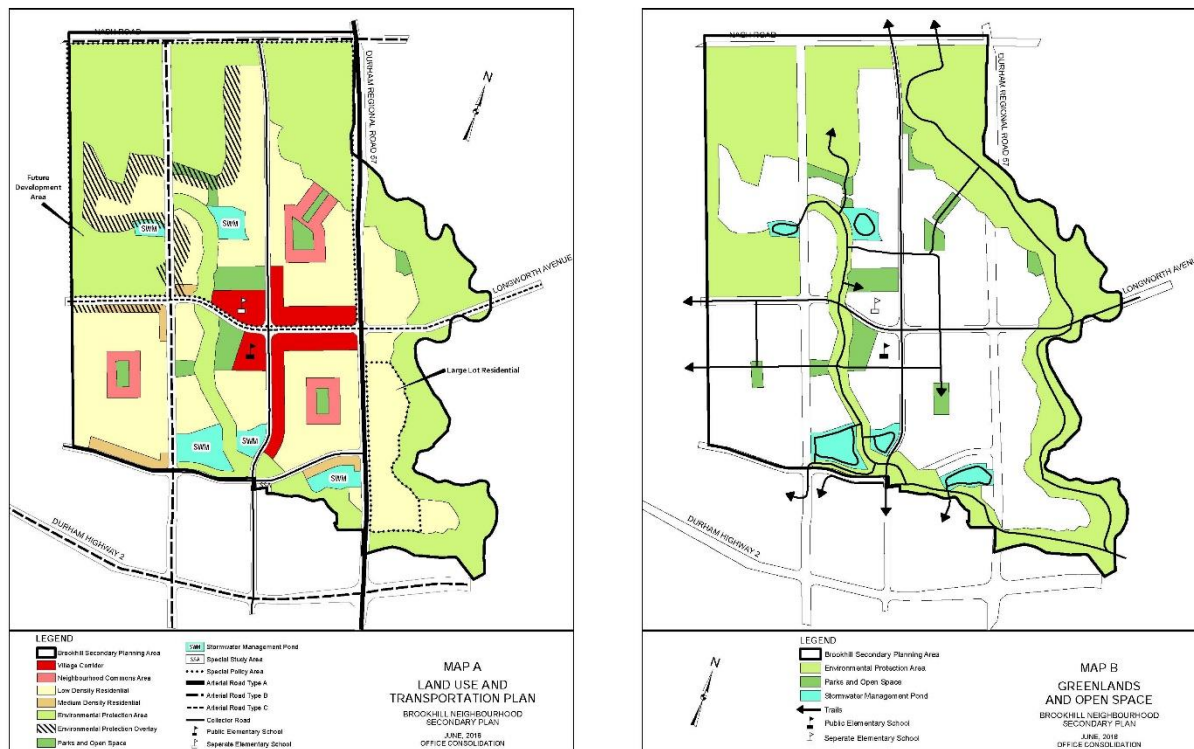 NASH ROAD
DURHAM REGIONAL ROAD 57
N
Future
Development
Area
SWM
SWM
LONGWORTH AVENUE
Large Lot Residential
SWM
SWM
SWM
DURHAM HIGHWAY 2
LEGEND
Brookhill Secondary Planning Area
Village Corridor
Neighbourhood Commons Area
Low Density Residential
Medium Density Residential
Environmental Protection Area
Environmental Protection Overlay
Parks and Open Space
SWM Stormwater Management Pond
Special Study Area
Special Policy Area
Arterial Road Type A
Arterial Road Type B
Arterial Road Type C
Collector Road
Public Elementary School
Seperate Elementary School
MAP A
LAND USE AND
TRANSPORTATION PLAN
BROOKHILL NEIGHBOURHOOD
SECONDARY PLAN
JUNE, 2018
OFFICE CONSOLIDATION
NASH ROAD
DURHAM REGIONAL ROAD 57
N
LONGWORTH AVENUE
DURHAM HIGHWAY 2
LEGEND
Brookhill Secondary Planning Area
Environmental Protection Area
Parks and Open Space
Stormwater Management Pond
Trails
Public Elementary School
Seperate Elementary School
N
MAP B
GREENLANDS
AND OPEN SPACE
BROOKHILL NEIGHBOURHOOD
SECONDARY PLAN
JUNE, 2018
OFFICE CONSOLIDATION